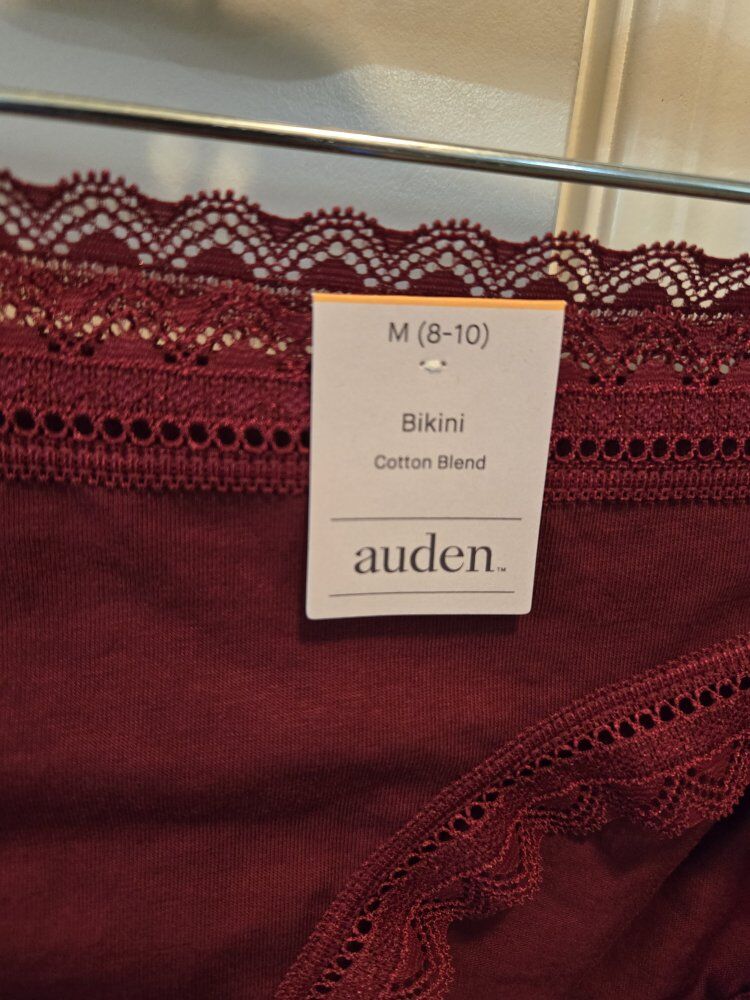 M (8-10)
Bikini
Cotton Blend
auden™